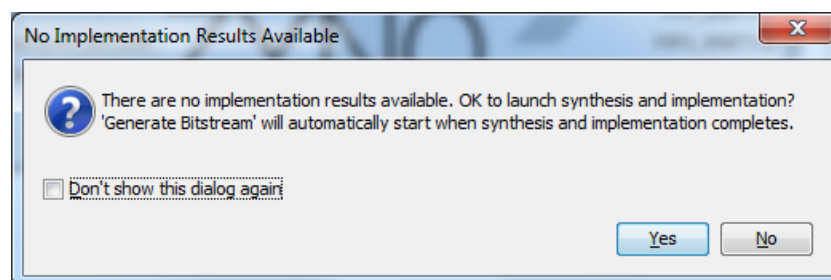 No Implementation Results Available
There are no implementation results available. OK to launch synthesis and implementation?
'Generate Bitstream' will automatically start when synthesis and implementation completes.
Don't show this dialog again
Yes No